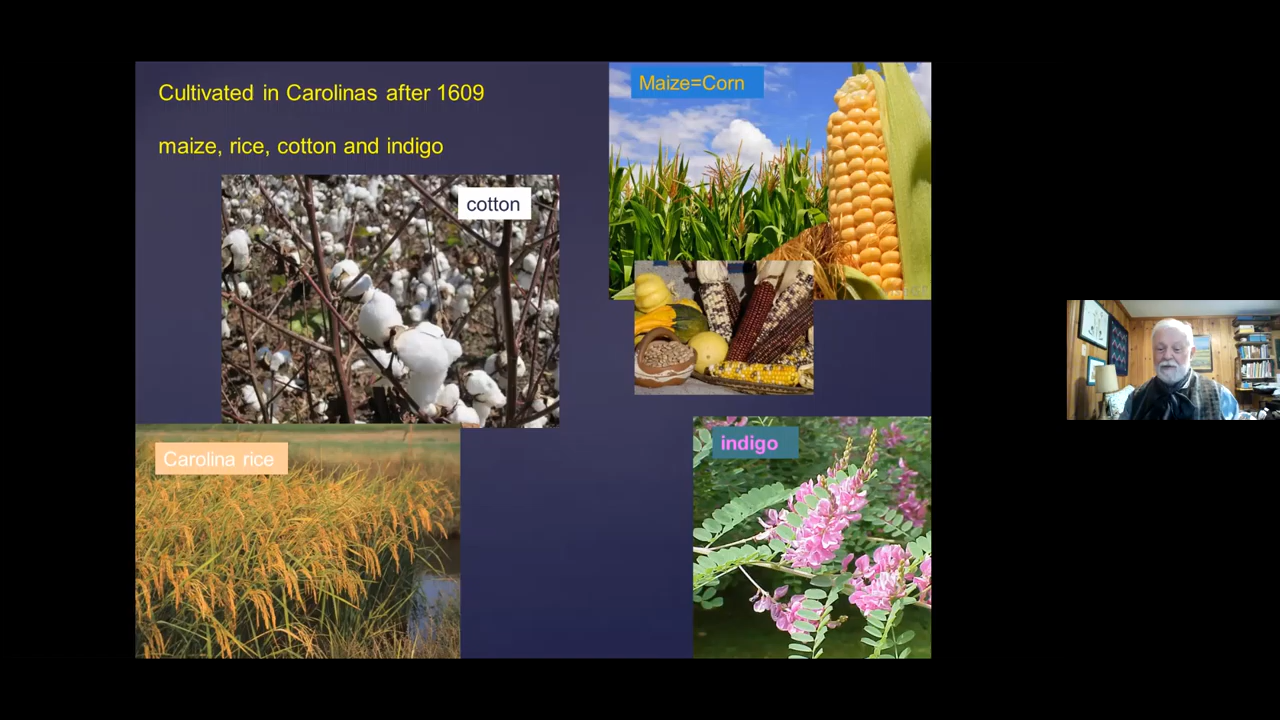 Cultivated in Carolinas after 1609
maize, rice, cotton and indigo
Maize=Corn
cotton
Carolina rice
indigo